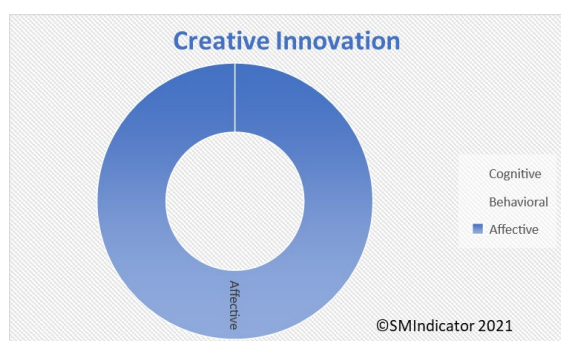 Creative Innovation
Cognitive
Behavioral
Affective
Affective
©SMIndicator 2021